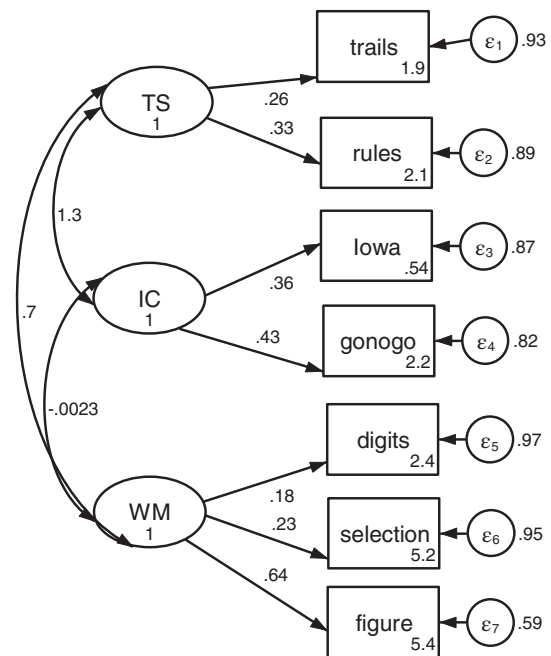 trails
1.9
ε1
.93
TS
1
.26
.33
rules
2.1
ε2
.89
1.3
Iowa
.54
ε3
.87
IC
1
.36
.43
gonogo
2.2
ε4
.82
.7
-.0023
digits
2.4
ε5
.97
WM
1
.18
.23
selection
5.2
ε6
.95
.64
figure
5.4
ε7
.59